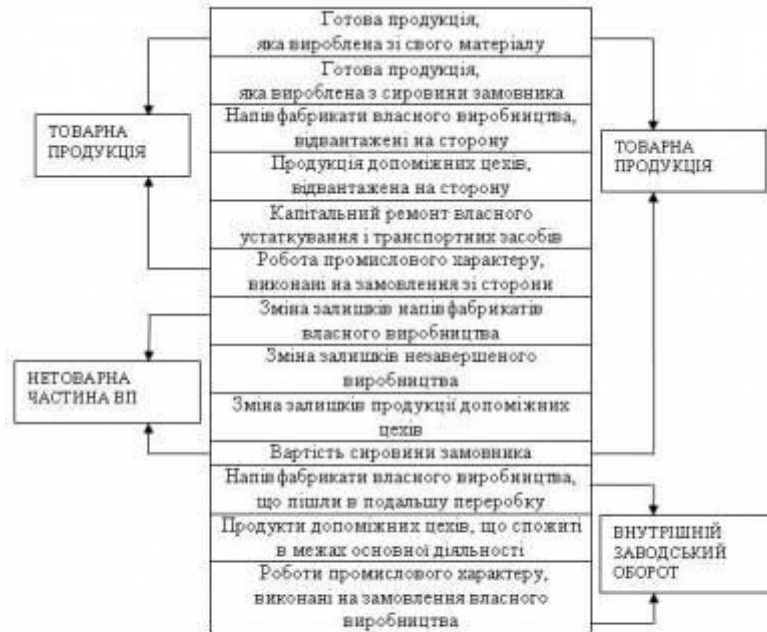 Готова продукція,
яка вироблена зі свого матеріалу
Готова продукція,
яка вироблена з сировини замовника
Напівфабрикати власного виробництва,
відвантажені на сторону
Продукція допоміжних цехів,
відвантажена на сторону
Капітальний ремонт власного
устаткування і транспортних засобів
Робота промислового характеру,
виконані на замовлення зі сторони
Зміна залишків напівфабрикатів
власного виробництва
Зміна залишків незавершеного
виробництва
Зміна залишків продукції допоміжних
цехів
Вартість сировини замовника
Напівфабрикати власного виробництва,
що пішли в подальшу переробку
Продукти допоміжних цехів, що спожиті
в межах основної діяльності
Роботи промислового характеру,
виконані на замовлення власного
виробництва
ТОВАРНА
ПРОДУКЦІЯ
НЕТОВАРНА
ЧАСТИНА ВП
ТОВАРНА
ПРОДУКЦІЯ
ВНУТРІШНІЙ
ЗАВОДСЬКИЙ
ОБОРОТ